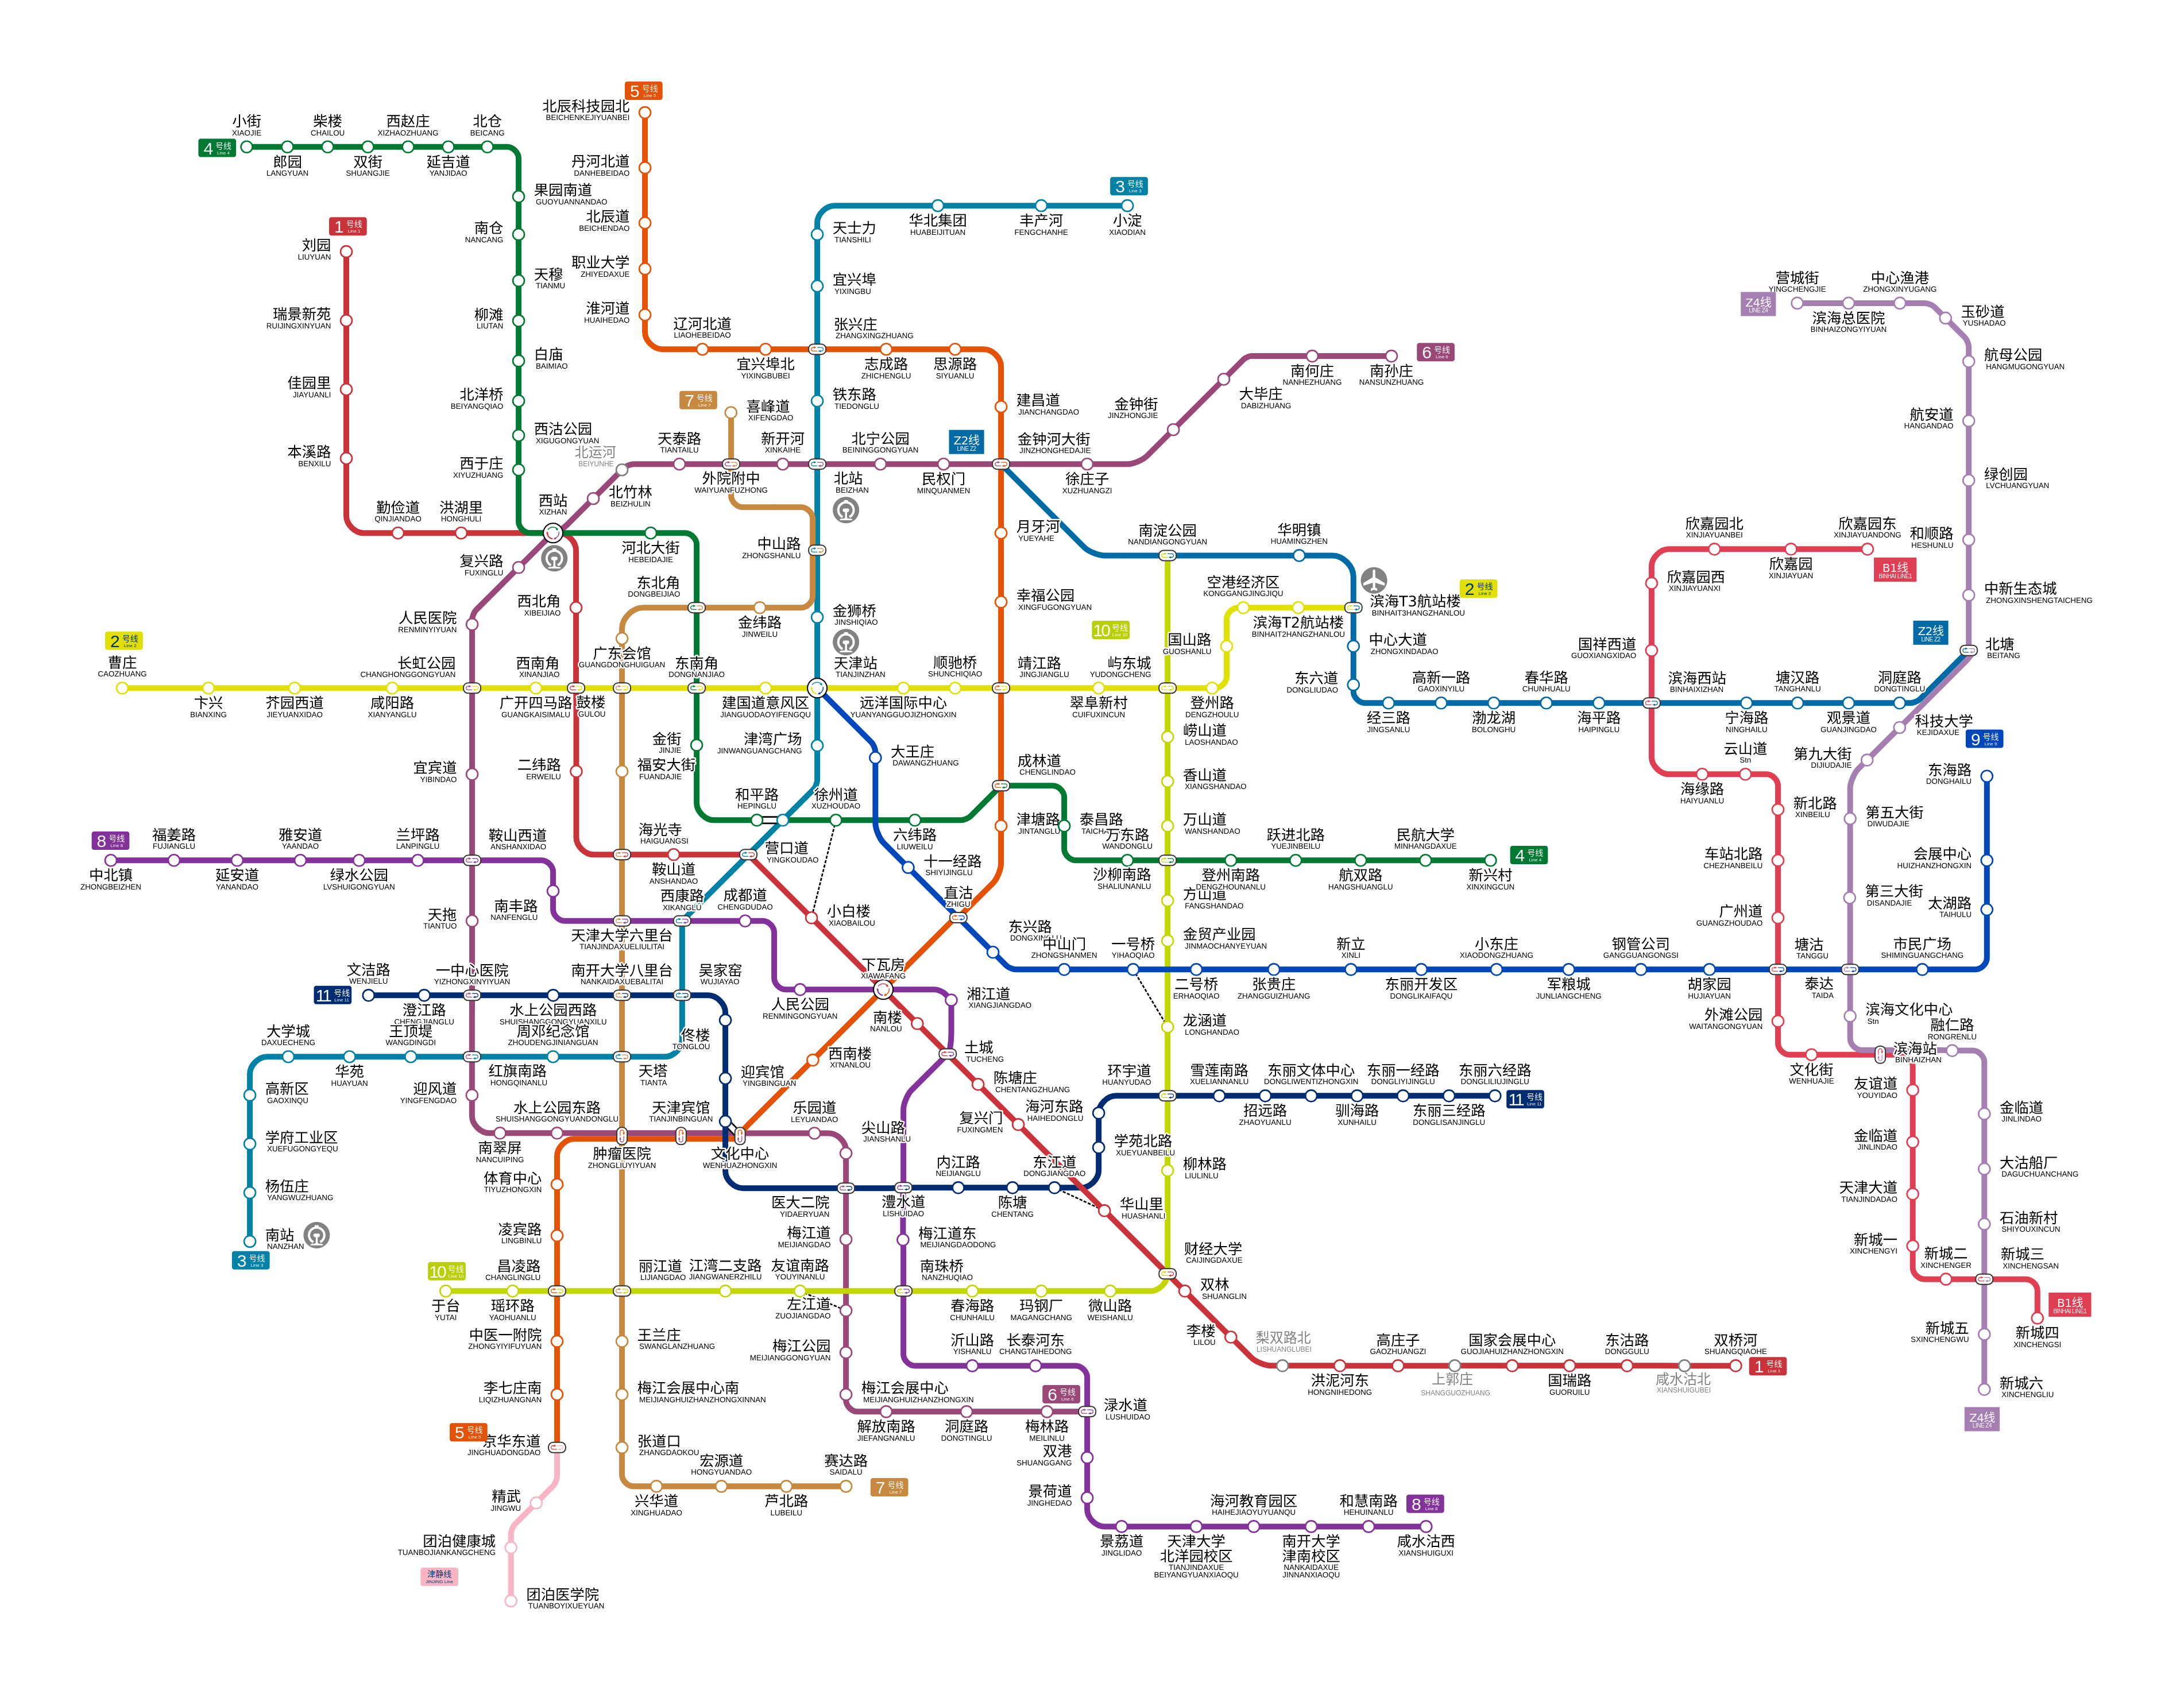 5 号线
Line 5
北辰科技园北
BEICHENKEJIYUANBEI
小街
XIAOJIE
柴楼
CHAILOU
西赵庄
XIZHAOZHUANG
北仓
BEICANG
4 号线
Line 4
郎园
LANGYUAN
双街
SHUANGJIE
延吉道
YANJIDAO
丹河北道
DANHEBEIDAO
果园南道
GUOYUANNANDAO
3 号线
Line 3
北辰道
BEICHENDAO
南仓
NANCANG
天士力
TIANSHILI
华北集团
HUABEIJITUAN
丰产河
FENGCHANHE
小淀
XIAODIAN
1 号线
Line 1
刘园
LIUYUAN
职业大学
ZHIYEDAXUE
天穆
TIANMU
宜兴埠
YIXINGBU
营城街
YINGCHENGJIE
中心渔港
ZHONGXINYUGANG
Z4线
LINE Z4
滨海总医院
BINHAIZONGYIYUAN
玉砂道
YUSHADAO
瑞景新苑
RUIJINGXINYUAN
柳滩
LIUTAN
淮河道
HUAIHEDAO
辽河北道
LIAOHEBEIDAO
张兴庄
ZHANGXINGZHUANG
白庙
BAIMIAO
宜兴埠北
YIXINGBUBEI
志成路
ZHICHENGLU
思源路
SIYUANLU
6 号线
Line 6
南何庄
NANHEZHUANG
南孙庄
NANSUNZHUANG
航母公园
HANGMUGONGYUAN
佳园里
JIAYUANLI
北洋桥
BEIYANGQIAO
7 号线
Line 7
喜峰道
XIFENGDAO
铁东路
TIEDONGLU
建昌道
JIANCHANGDAO
金钟街
JINZHONGJIE
大毕庄
DABIZHUANG
航安道
HANGANDAO
西沽公园
XIGUGONGYUAN
本溪路
BENXILU
西于庄
XIYUZHUANG
北运河
BEIYUNHE
天泰路
TIANTAILU
新开河
XINKAIHE
北宁公园
BEININGGONGYUAN
Z2线
LINE Z2
金钟河大街
JINZHONGHEDAJIE
外院附中
WAIYUANFUZHONG
北站
BEIZHAN
民权门
MINQUANMEN
徐庄子
XUZHUANGZI
绿创园
LVCHUANGYUAN
勤俭道
QINJIANDAO
洪湖里
HONGHULI
西站
XIZHAN
北竹林
BEIZHULIN
河北大街
HEBEIDAJIE
中山路
ZHONGSHANLU
月牙河
YUEYAHE
南淀公园
NANDIANGONGYUAN
华明镇
HUAMINGZHEN
欣嘉园北
XINJIAYUANBEI
欣嘉园东
XINJIAYUANDONG
和顺路
HESHUNLU
复兴路
FUXINGLU
欣嘉园西
XINJIAYUANXI
欣嘉园
XINJIAYUAN
B1线
BINHAI LINE1
中新生态城
ZHONGXINSHENGTAICHENG
人民医院
RENMINYIYUAN
西北角
XIBEIJIAO
东北角
DONGBEIJIAO
金纬路
JINWEILU
金狮桥
JINSHIQIAO
幸福公园
XINGFUGONGYUAN
空港经济区
KONGGANGJINGJIQU
滨海T2航站楼
BINHAIT2HANGZHANLOU
滨海T3航站楼
BINHAIT3HANGZHANLOU
2 号线
Line 2
2 号线
Line 2
10 号线
Line 10
国山路
GUOSHANLU
中心大道
ZHONGXINDADAO
国祥西道
GUOXIANGXIDAO
Z2线
LINE Z2
北塘
BEITANG
曹庄
CAOZHUANG
长虹公园
CHANGHONGGONGYUAN
西南角
XINANJIAO
广东会馆
GUANGDONGHUIGUAN
东南角
DONGNANJIAO
天津站
TIANJINZHAN
顺驰桥
SHUNCHIQIAO
靖江路
JINGJIANGLU
屿东城
YUDONGCHENG
东六道
DONGLIUDAO
高新一路
GAOXINYILU
春华路
CHUNHUALU
滨海西站
BINHAIXIZHAN
塘汉路
TANGHANLU
洞庭路
DONGTINGLU
卞兴
BIANXING
芥园西道
JIEYUANXIDAO
咸阳路
XIANYANGLU
广开四马路
GUANGKAISIMALU
鼓楼
GULOU
建国道意风区
JIANGUODAOYIFENGQU
远洋国际中心
YUANYANGGUOJIZHONGXIN
翠阜新村
CUIFUXINCUN
登州路
DENGZHOULU
经三路
JINGSANLU
渤龙湖
BOLONGHU
海平路
HAIPINGLU
宁海路
NINGHAILU
观景道
GUANJINGDAO
科技大学
KEJIDAXUE
金街
JINJIE
津湾广场
JINWANGUANGCHANG
大王庄
DAWANGZHUANG
崂山道
LAOSHANDAO
云山道
Stn
第九大街
DIJIUDAJIE
9 号线
Line 9
宜宾道
YIBINDAO
二纬路
ERWEILU
福安大街
FUANDAJIE
成林道
CHENGLINDAO
香山道
XIANGSHANDAO
海缘路
HAIYUANLU
东海路
DONGHAILU
和平路
HEPINGLU
徐州道
XUZHOUDAO
六纬路
LIUWEILU
津塘路
JINTANGLU
泰昌路
万山道
WANSHANDAO
新北路
XINBEILU
第五大街
DIWUDAJIE
8 号线
Line 8
福姜路
FUJIANGLU
雅安道
YAANDAO
兰坪路
LANPINGLU
鞍山西道
ANSHANXIDAO
海光寺
HAIGUANGSI
营口道
YINGKOUDAO
万东路
WANDONGLU
跃进北路
YUEJINBEILU
民航大学
MINHANGDAXUE
4 号线
Line 4
中北镇
ZHONGBEIZHEN
延安道
YANANDAO
绿水公园
LVSHUIGONGYUAN
鞍山道
ANSHANDAO
十一经路
SHIYIJINGLU
沙柳南路
SHALIUNANLU
登州南路
DENGZHOUNANLU
航双路
HANGSHUANGLU
新兴村
XINXINGCUN
车站北路
CHEZHANBEILU
会展中心
HUIZHANZHONGXIN
天拖
TIANTUO
南丰路
NANFENGLU
西康路
XIKANGLU
成都道
CHENGDUDAO
小白楼
XIAOBAILOU
直沽
ZHIGU
方山道
FANGSHANDAO
广州道
GUANGZHOUDAO
第三大街
DISANDAJIE
太湖路
TAIHULU
天津大学六里台
TIANJINDAXUELIULITAI
东兴路
中山门
ZHONGSHANMEN
一号桥
YIHAOQIAO
金贸产业园
JINMAOCHANYEYUAN
新立
XINLI
小东庄
XIAODONGZHUANG
钢管公司
GANGGUANGONGSI
塘沽
TANGGU
市民广场
SHIMINGUANGCHANG
11 号线
Line 11
文洁路
WENJIELU
一中心医院
YIZHONGXINYIYUAN
南开大学八里台
NANKAIDAXUEBALITAI
吴家窑
WUJIAYAO
下瓦房
XIAWAFANG
二号桥
ERHAOQIAO
张贵庄
ZHANGGUIZHUANG
东丽开发区
DONGLIKAIFAQU
军粮城
JUNLIANGCHENG
胡家园
HUJIAYUAN
泰达
TAIDA
澄江路
CHENGJIANGLU
水上公园西路
SHUISHANGGONGYUANXILU
人民公园
RENMINGONGYUAN
湘江道
XIANGJIANGDAO
外滩公园
WAITANGONGYUAN
滨海文化中心
Stn
大学城
DAXUECHENG
王顶堤
WANGDINGDI
周邓纪念馆
ZHOUDENGJINIANGUAN
佟楼
TONGLOU
南楼
NANLOU
龙涵道
LONGHANDAO
融仁路
RONGRENLU
华苑
HUAYUAN
红旗南路
HONGQINANLU
天塔
TIANTA
西南楼
XI'NANLOU
土城
TUCHENG
滨海站
BINHAIZHAN
文化街
WENHUAJIE
高新区
GAOXINQU
迎风道
YINGFENGDAO
迎宾馆
YINGBINGUAN
陈塘庄
CHENTANGZHUANG
环宇道
HUANYUDAO
雪莲南路
XUELIANNANLU
东丽文体中心
DONGLIWENTIZHONGXIN
东丽一经路
DONGLIYIJINGLU
东丽六经路
DONGLILIUJINGLU
11 号线
Line 11
友谊道
YOUYIDAO
水上公园东路
SHUISHANGGONGYUANDONGLU
天津宾馆
TIANJINBINGUAN
乐园道
LEYUANDAO
复兴门
FUXINGMEN
海河东路
HAIHEDONGLU
招远路
ZHAOYUANLU
驯海路
XUNHAILU
东丽三经路
DONGLISANJINGLU
金临道
JINLINDAO
学府工业区
XUEFUGONGYEQU
南翠屏
NANCUIPING
肿瘤医院
ZHONGLIUYIYUAN
文化中心
WENHUAZHONGXIN
尖山路
JIANSHANLU
学苑北路
XUEYUANBEILU
金临道
JINLINDAO
杨伍庄
YANGWUZHUANG
体育中心
TIYUZHONGXIN
内江路
NEIJIANGLU
东江道
DONGJIANGDAO
柳林路
LIULINLU
天津大道
TIANJINDADAO
大沽船厂
DAGUCHUANCHANG
医大二院
YIDAERYUAN
澧水道
LISHUIDAO
陈塘
CHENTANG
华山里
HUASHANLI
南站
NANZHAN
3 号线
Line 3
凌宾路
LINGBINLU
梅江道
MEIJIANGDAO
梅江道东
MEIJIANGDAODONG
财经大学
CAIJINGDAXUE
新城一
XINCHENGYI
石油新村
SHIYOUXINCUN
10 号线
Line 10
昌凌路
CHANGLINGLU
丽江道
LIJIANGDAO
江湾二支路
JIANGWANERZHILU
友谊南路
YOUYINANLU
南珠桥
NANZHUQIAO
双林
SHUANGLIN
新城二
XINCHENGER
新城三
XINCHENGSAN
于台
YUTAI
瑶环路
YAOHUANLU
左江道
ZUOJIANGDAO
春海路
CHUNHAILU
玛钢厂
MAGANGCHANG
微山路
WEISHANLU
B1线
BINHAI LINE1
中医一附院
ZHONGYIYIFUYUAN
王兰庄
SWANGLANZHUANG
梅江公园
MEIJIANGGONGYUAN
沂山路
YISHANLU
长泰河东
CHANGTAIHEDONG
李楼
LILOU
梨双路北
LISHUANGLUBEI
高庄子
GAOZHUANGZI
国家会展中心
GUOJIAHUIZHANZHONGXIN
东沽路
DONGGULU
双桥河
SHUANGQIAOHE
1 号线
Line 1
新城五
SXINCHENGWU
新城四
XINCHENGSI
李七庄南
LIQIZHUANGNAN
梅江会展中心南
MEIJIANGHUIZHANZHONGXINNAN
梅江会展中心
MEIJIANGHUIZHANZHONGXIN
6 号线
Line 6
洪泥河东
HONGNIHEDONG
上郭庄
SHANGGUOZHUANG
国瑞路
GUORUILU
咸水沽北
XIANSHUIGUBEI
新城六
XINCHENGLIU
Z4线
LINE Z4
5 号线
Line 5
京华东道
JINGHUADONGDAO
张道口
ZHANGDAOKOU
解放南路
JIEFANGNANLU
洞庭路
DONGTINGLU
梅林路
MEILINLU
渌水道
LUSHUIDAO
宏源道
HONGYUANDAO
赛达路
SAIDALU
7 号线
Line 7
双港
SHUANGGANG
精武
JINGWU
兴华道
XINGHUADAO
芦北路
LUBEILU
景荷道
JINGHEDAO
海河教育园区
HAIHEJIAOYUYUANQU
和慧南路
HEHUINANLU
8 号线
Line 8
团泊健康城
TUANBOJIANKANGCHENG
景荔道
JINGLIDAO
天津大学
北洋园校区
TIANJINDAXUE
BEIYANGYUANXIAOQU
南开大学
津南校区
NANKAIDAXUE
JINNANXIAOQU
咸水沽西
XIANSHUIGUXI
津静线
JINJING Line
团泊医学院
TUANBOYIXUEYUAN